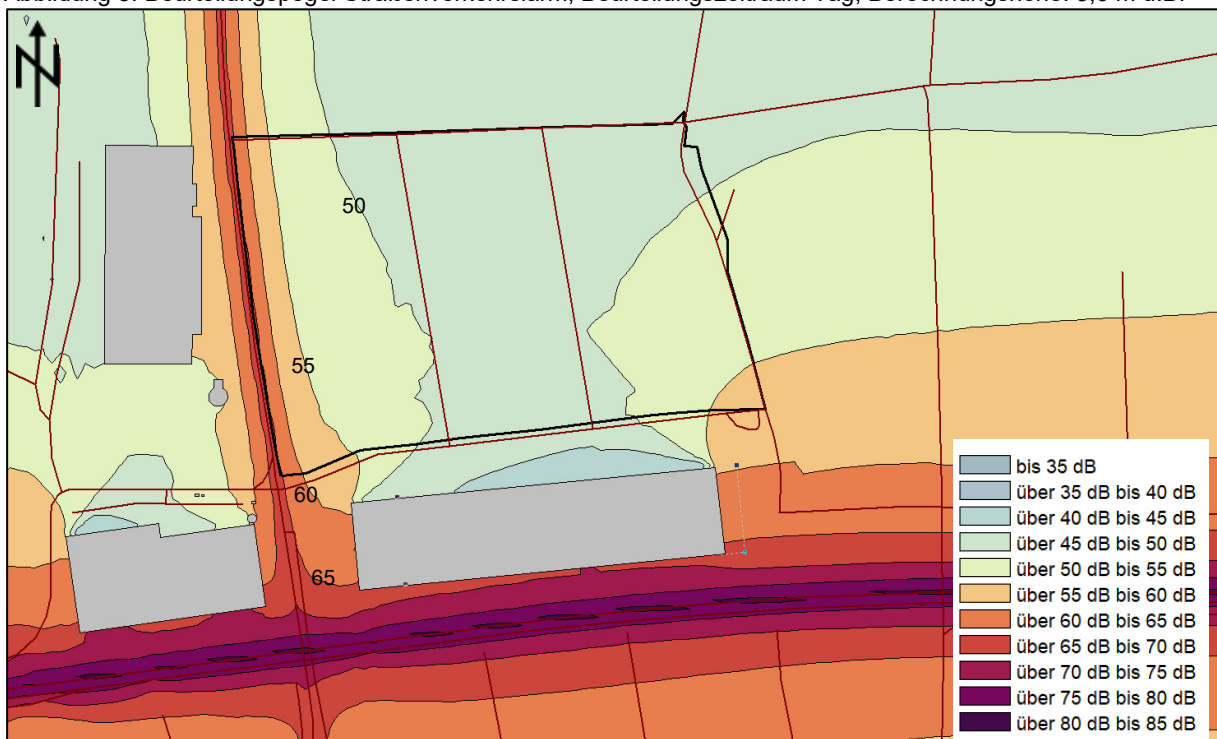 N
50
55
60
65
bis 35 dB
über 35 dB bis 40 dB
über 40 dB bis 45 dB
über 45 dB bis 50 dB
über 50 dB bis 55 dB
über 55 dB bis 60 dB
über 60 dB bis 65 dB
über 65 dB bis 70 dB
über 70 dB bis 75 dB
über 75 dB bis 80 dB
über 80 dB bis 85 dB